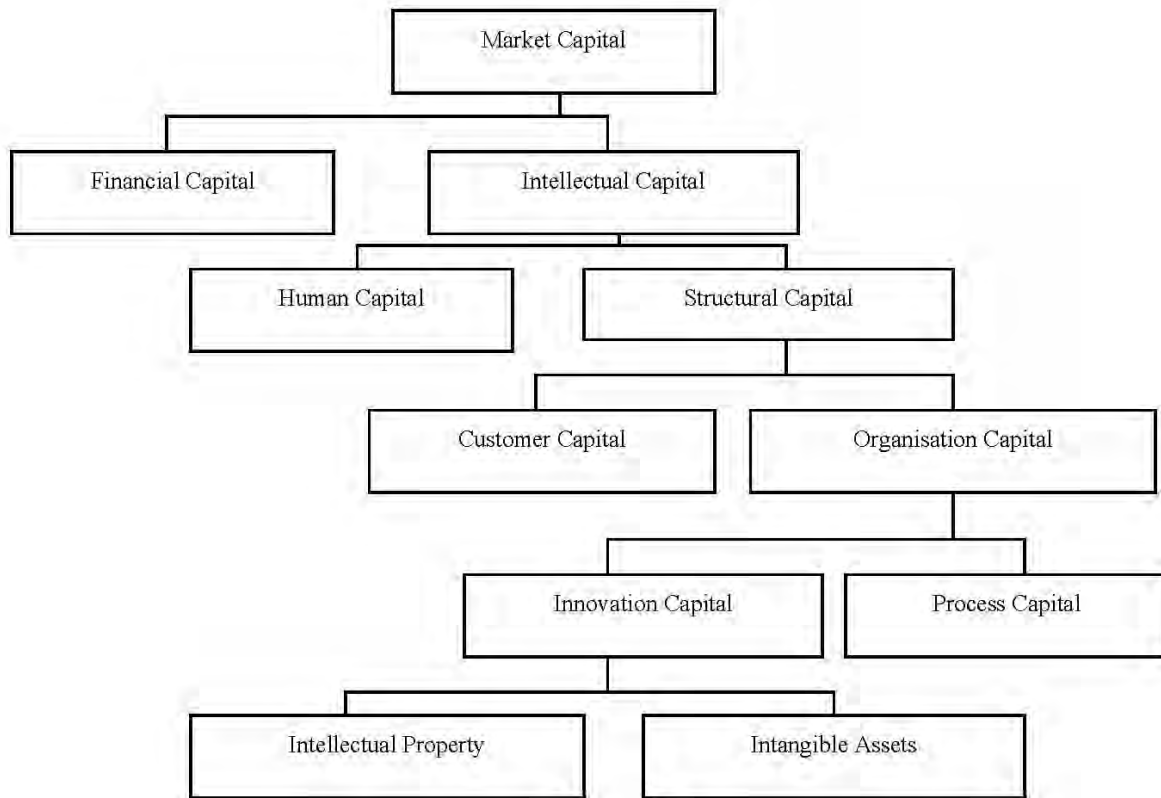 Market Capital
Financial Capital
Intellectual Capital
Human Capital
Structural Capital
Customer Capital
Organisation Capital
Innovation Capital
Process Capital
Intellectual Property
Intangible Assets